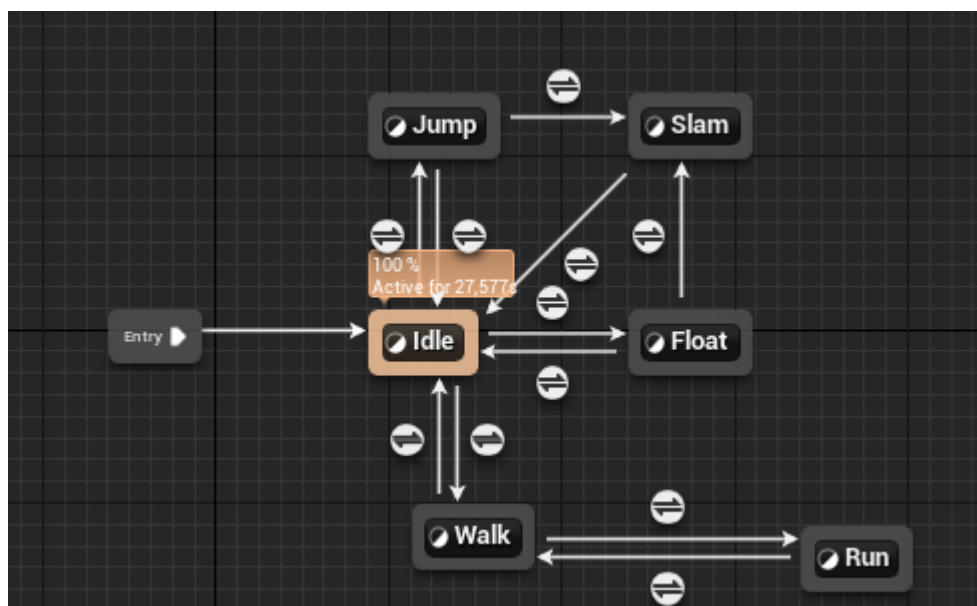 Jump
Slam
100 %
Active for 27,577s
Entry
Idle
Float
Walk
Run